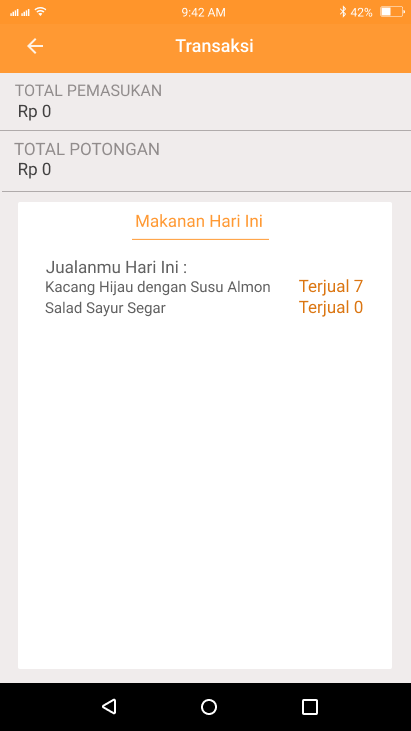 9:42 AM 42%
Transaksi
TOTAL PEMASUKAN
Rp 0
TOTAL POTONGAN
Rp 0
Makanan Hari Ini
Jualanmu Hari Ini :
Kacang Hijau dengan Susu Almon Terjual 7
Salad Sayur Segar Terjual 0